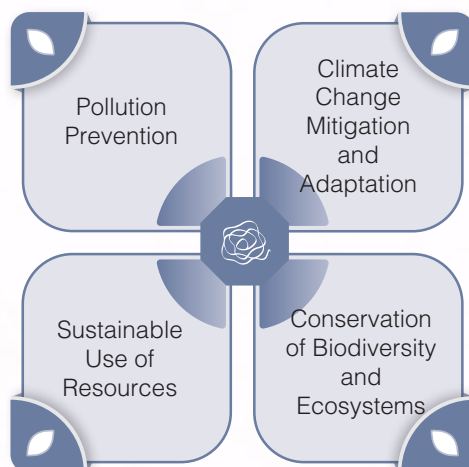 Pollution
Prevention
Climate
Change
Mitigation
and
Adaptation
Sustainable
Use of
Resources
Conservation
of Biodiversity
and
Ecosystems